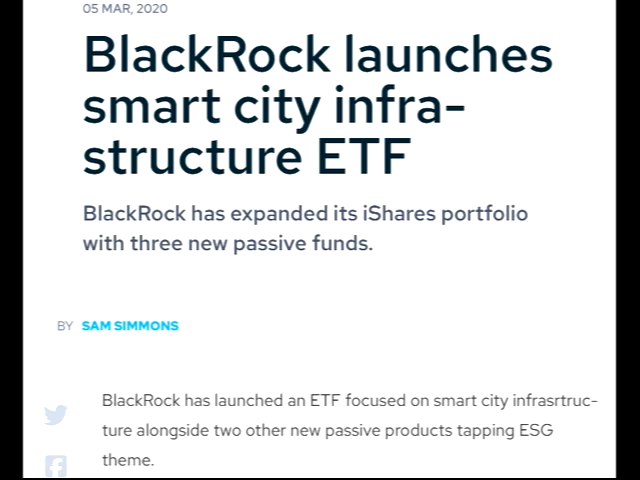 05 MAR, 2020
BlackRock launches
smart city infra-
structure ETF
BlackRock has expanded its iShares portfolio
with three new passive funds.
BY SAM SIMMONS
BlackRock has launched an ETF focused on smart city infrasrtruc-
ture alongside two other new passive products tapping ESG
theme.